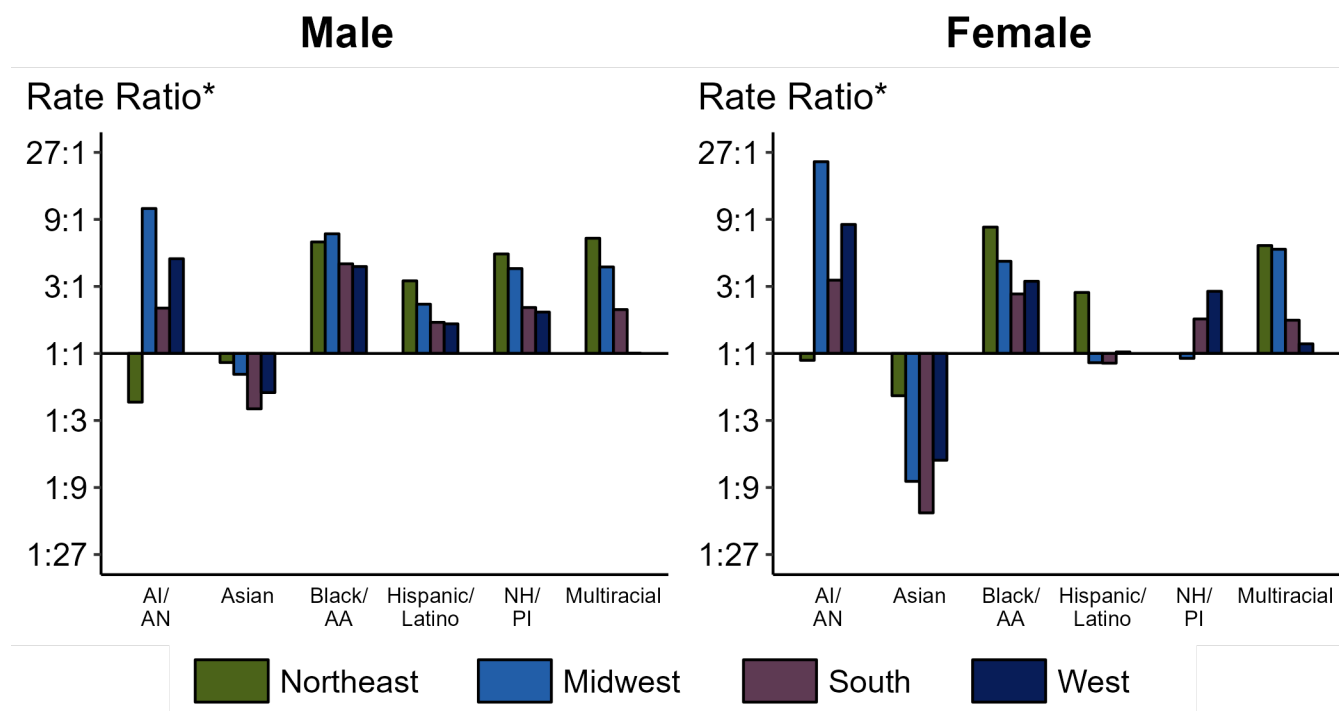 Male
Female
Rate Ratio*
Rate Ratio*
27:1
9:1
3:1
1:1
1:3
1:9
1:27
27:1
9:1
3:1
1:1
1:3
1:9
1:27
AI/
AN
Asian
Black/
AA
Hispanic/
Latino
NH/
PI
Multiracial
AI/
AN
Asian
Black/
AA
Hispanic/
Latino
NH/
PI
Multiracial
Northeast
Midwest
South
West